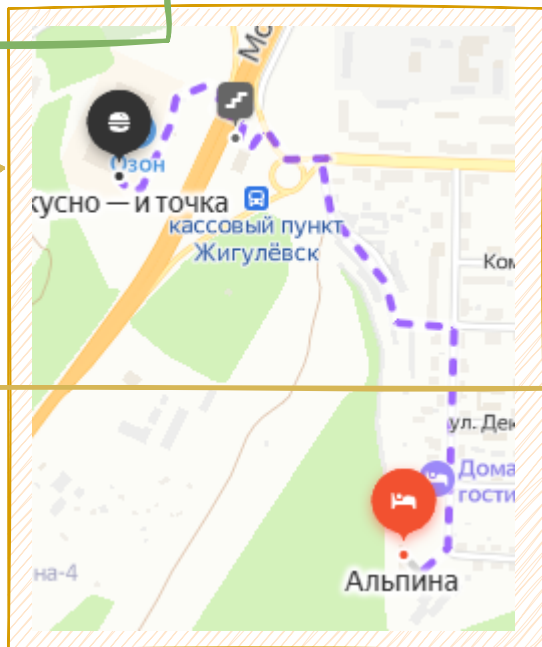 Мо
Озон
кусно — и точка
кассовый пункт
Жигулёвск
Ком
ул. Дек
Дома
гости
Альпина
на-4